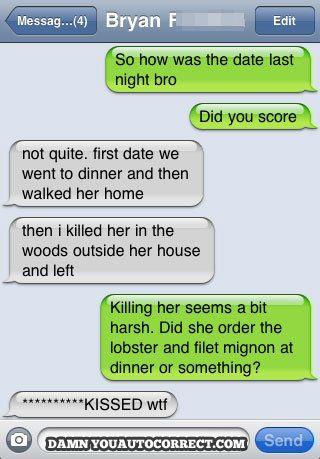 Messag...(4)
Bryan
Edit
So how was the date last
night bro
Did you score
not quite. first date we
went to dinner and then
walked her home
then i killed her in the
woods outside her house
and left
Killing her seems a bit
harsh. Did she order the
lobster and filet mignon at
dinner or something?
**********KISSED wtf
DAMNYOUAUTOCORRECT.COM
Send